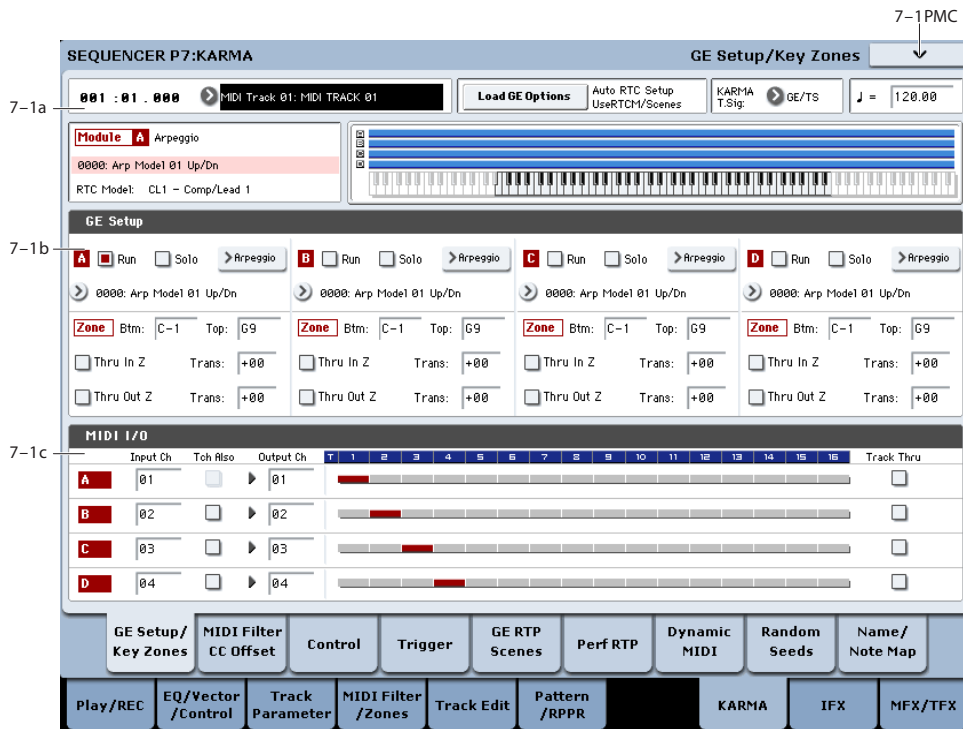 7-1PMC
SEQUENCER P7:KARMA
GE Setup/Key Zones
7-1a
001 :01 . 000
MIDI Track 01: MIDI TRACK 01
Load GE Options
Auto RTC Setup
UseRTCM/Scenes
KARMA
T.Sig:
GE/TS
♩ = 120.00
Module A Arpeggio
0000: Arp Model 01 Up/Dn
RTC Model: CL1 - Comp/Lead 1
A
B
C
D
GE Setup
7-1b
A Run Solo >Arpeggio B Run Solo >Arpeggio C Run Solo >Arpeggio D Run Solo >Arpeggio
0000: Arp Model 01 Up/Dn 0000: Arp Model 01 Up/Dn 0000: Arp Model 01 Up/Dn 0000: Arp Model 01 Up/Dn
Zone Btm: C-1 Top: G9 Zone Btm: C-1 Top: G9 Zone Btm: C-1 Top: G9 Zone Btm: C-1 Top: G9
Thru In Z Trans: +00 Thru In Z Trans: +00 Thru In Z Trans: +00 Thru In Z Trans: +00
Thru Out Z Trans: +00 Thru Out Z Trans: +00 Thru Out Z Trans: +00 Thru Out Z Trans: +00
MIDI I/O
7-1c
Input Ch Tch Also Output Ch T 1 2 3 4 5 6 7 8 9 10 11 12 13 14 15 16 Track Thru
A 01 01
B 02 02
C 03 03
D 04 04
GE Setup/
Key Zones
MIDI Filter
CC Offset
Control
Trigger
GE RTP
Scenes
Perf RTP
Dynamic
MIDI
Random
Seeds
Name/
Note Map
Play/REC
EQ/Vector
/Control
Track
Parameter
MIDI Filter
/Zones
Track Edit
Pattern
/RPPR
KARMA
IFX
MFX/TFX